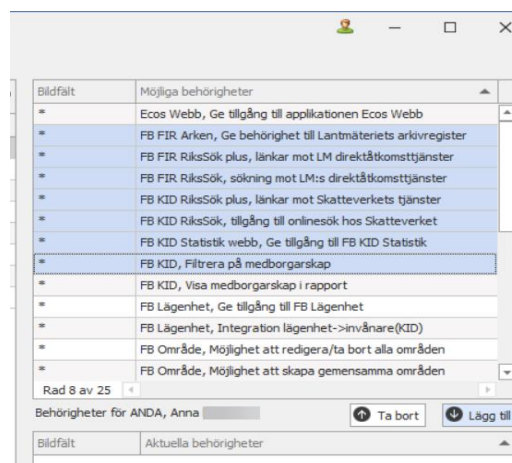 Bildfält Möjliga behörigheter
* Ecos Webb, Ge tillgång till applikationen Ecos Webb
* FB FIR Arken, Ge behörighet till Lantmäteriets arkivregister
* FB FIR RiksSök plus, länkar mot LM direktåtkomsttjänster
* FB FIR RiksSök, sökning mot LM:s direktåtkomsttjänster
* FB KID RiksSök plus, länkar mot Skatteverkets tjänster
* FB KID RiksSök, tillgång till onlinesök hos Skatteverket
* FB KID Statistik webb, Ge tillgång till FB KID Statistik
* FB KID, Filtrera på medborgarskap
* FB KID, Visa medborgarskap i rapport
* FB Lägenhet, Ge tillgång till FB Lägenhet
* FB Lägenhet, Integration lägenhet->invånare(KID)
* FB Område, Möjlighet att redigera/ta bort alla områden
* FB Område, Möjlighet att skapa gemensamma områden
Rad 8 av 25
Behörigheter för ANDA, Anna Ta bort Lägg till
Bildfält Aktuella behörigheter